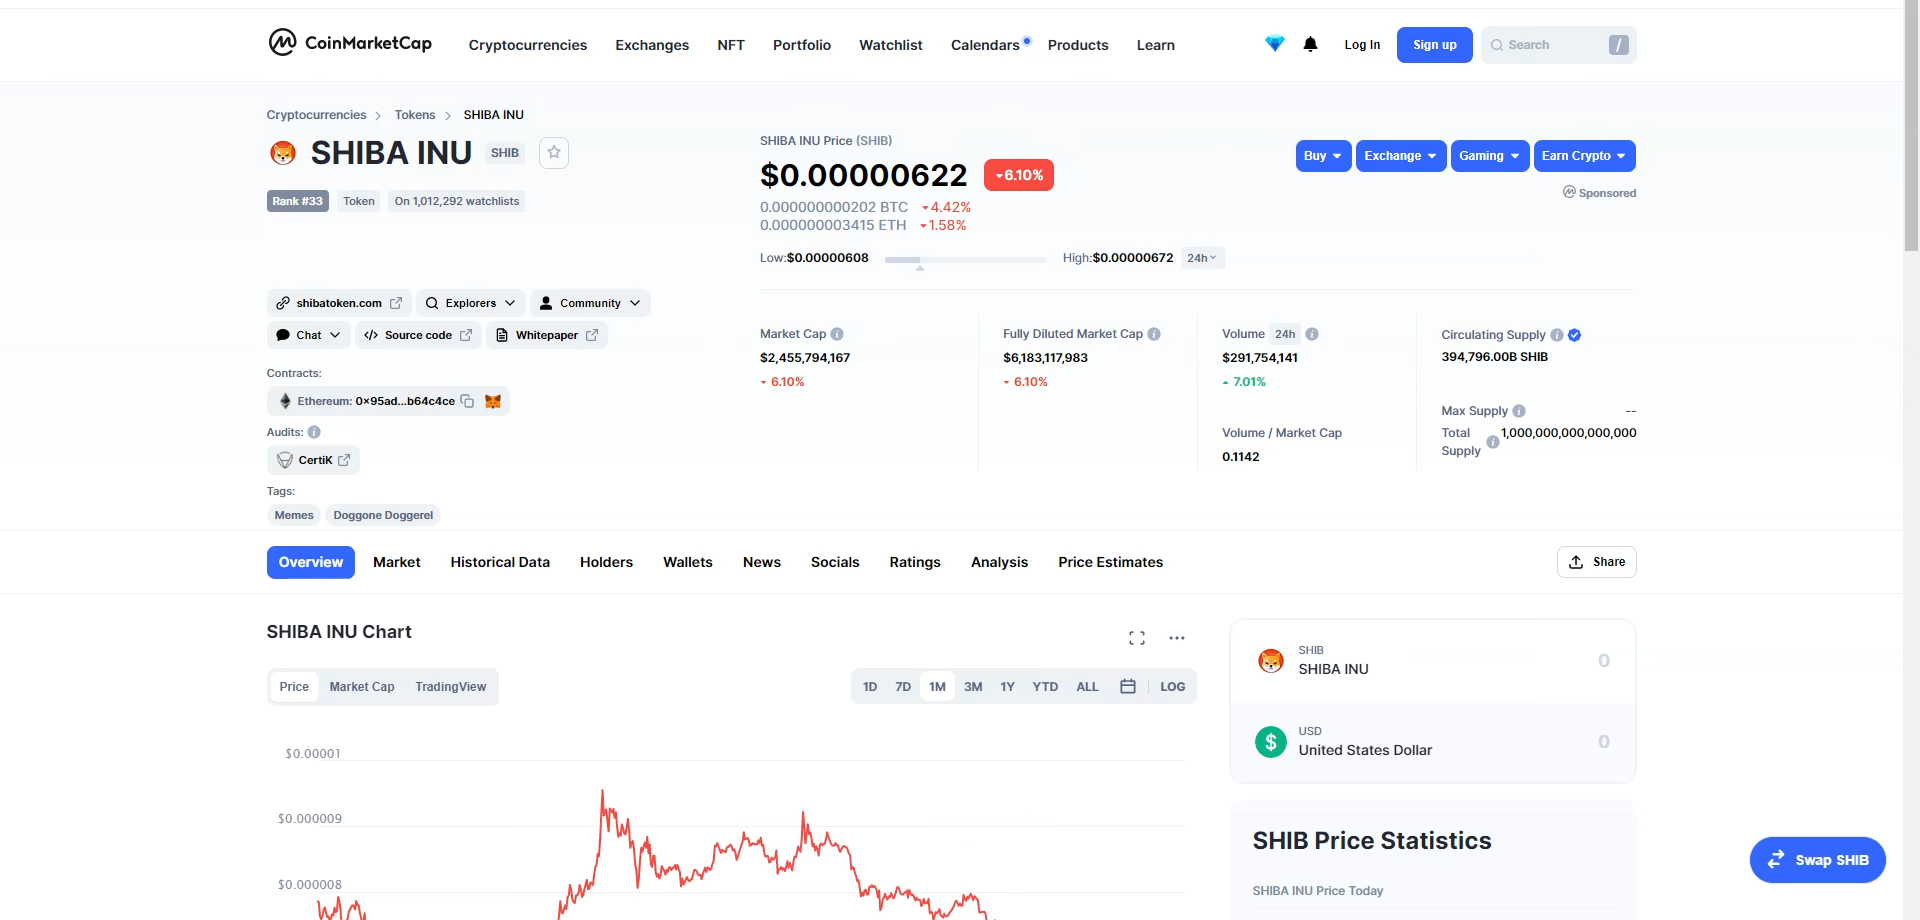 CoinMarketCap
Cryptocurrencies Exchanges NFT Portfolio Watchlist Calendars Products Learn
Log In Sign up Search /
Cryptocurrencies > Tokens > SHIBA INU
SHIBA INU SHIB
Rank #33 Token On 1,012,292 watchlists
shibatoken.com Explorers Community
Chat </> Source code Whitepaper
Contracts:
Ethereum: 0x95ad...b64c4ce
Audits: i
CertiK
Tags:
Memes Doggone Doggerel
SHIBA INU Price (SHIB)
$0.00000622 6.10%
0.000000000202 BTC 4.42%
0.000000003415 ETH 1.58%
Low:$0.00000608 High:$0.00000672 24h
Buy Exchange Gaming Earn Crypto
Sponsored
Market Cap i
$2,455,794,167
6.10%
Fully Diluted Market Cap i
$6,183,117,983
6.10%
Volume 24h i
$291,754,141
7.01%
Volume / Market Cap
0.1142
Circulating Supply i
394,796.00B SHIB
Max Supply i --
Total Supply i 1,000,000,000,000,000
Overview Market Historical Data Holders Wallets News Socials Ratings Analysis Price Estimates
Share
SHIBA INU Chart
Price Market Cap TradingView
1D 7D 1M 3M 1Y YTD ALL LOG
$0.00001
$0.000009
$0.000008
SHIB
SHIBA INU 0
$ USD
United States Dollar 0
SHIB Price Statistics
SHIBA INU Price Today
Swap SHIB